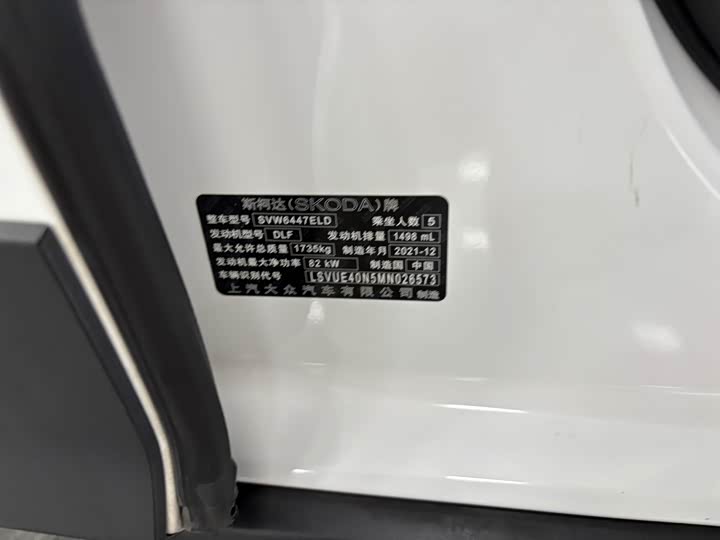 斯柯达(SKODA)牌
整车型号 SVW6447ELD 乘坐人数 5
发动机型号 DLF 发动机排量 1498 mL
最大允许总质量 1735kg 制造年月 2021-12
发动机最大净功率 82 kW 制造国 中国
车辆识别代号 LSVUE40N5MN026573
上汽大众汽车有限公司 制造